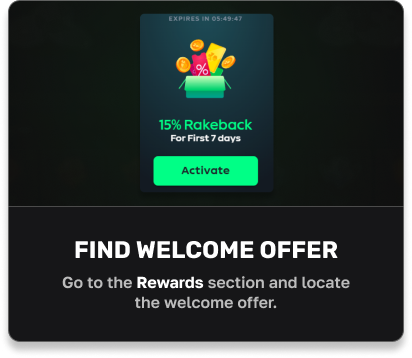 EXPIRES IN 05:49:47
%
15% Rakeback
For First 7 days
Activate
FIND WELCOME OFFER
Go to the Rewards section and locate
the welcome offer.